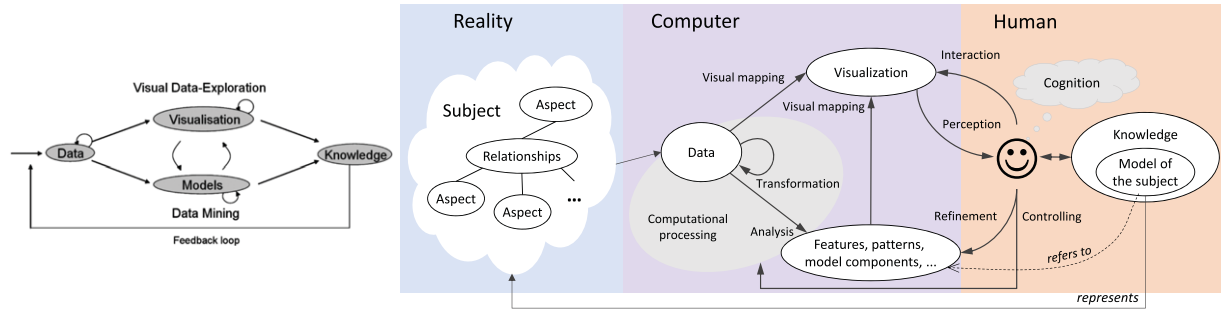 Visual Data-Exploration
Visualisation
Data
Knowledge
Models
Data Mining
Feedback loop
Reality
Computer
Human
Subject
Aspect
Relationships
Aspect
Aspect
...
Visual mapping
Visualization
Visual mapping
Data
Transformation
Computational
processing
Analysis
Features, patterns,
model components, ...
Interaction
Cognition
Perception
Knowledge
Model of
the subject
Refinement
Controlling
refers to
represents